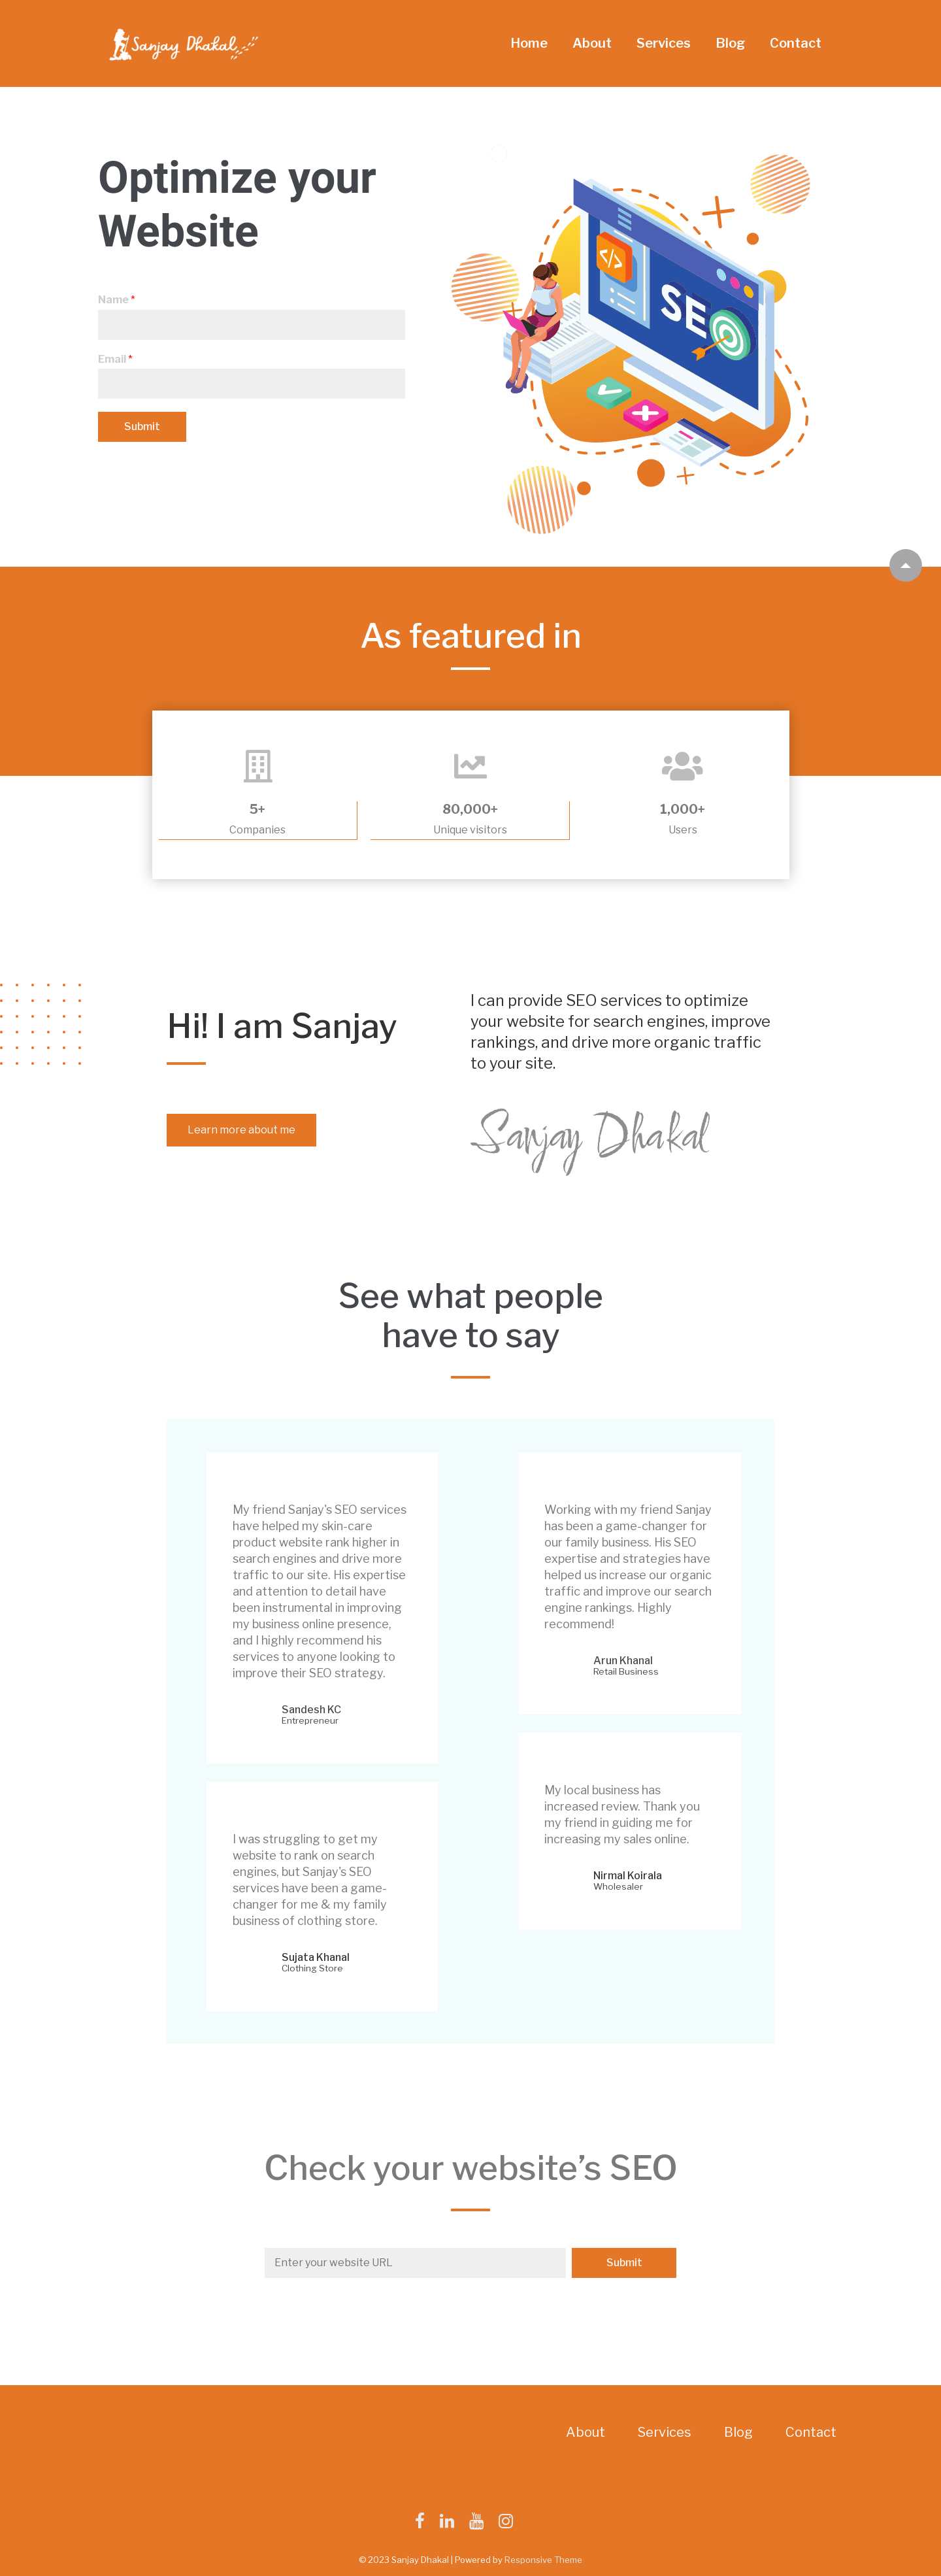 Sanjay Dhakal
Home About Services Blog Contact
Optimize your
Website
Name *
Email *
Submit
</>
SE
As featured in
5+
Companies
80,000+
Unique visitors
1,000+
Users
Hi! I am Sanjay
Learn more about me
I can provide SEO services to optimize
your website for search engines, improve
rankings, and drive more organic traffic
to your site.
Sanjay Dhakal
See what people
have to say
My friend Sanjay's SEO services
have helped my skin-care
product website rank higher in
search engines and drive more
traffic to our site. His expertise
and attention to detail have
been instrumental in improving
my business online presence,
and I highly recommend his
services to anyone looking to
improve their SEO strategy.
Sandesh KC
Entrepreneur
I was struggling to get my
website to rank on search
engines, but Sanjay's SEO
services have been a game-
changer for me & my family
business of clothing store.
Sujata Khanal
Clothing Store
Working with my friend Sanjay
has been a game-changer for
our family business. His SEO
expertise and strategies have
helped us increase our organic
traffic and improve our search
engine rankings. Highly
recommend!
Arun Khanal
Retail Business
My local business has
increased review. Thank you
my friend in guiding me for
increasing my sales online.
Nirmal Koirala
Wholesaler
Check your website’s SEO
Enter your website URL
Submit
About Services Blog Contact
You
Tube
© 2023 Sanjay Dhakal | Powered by Responsive Theme